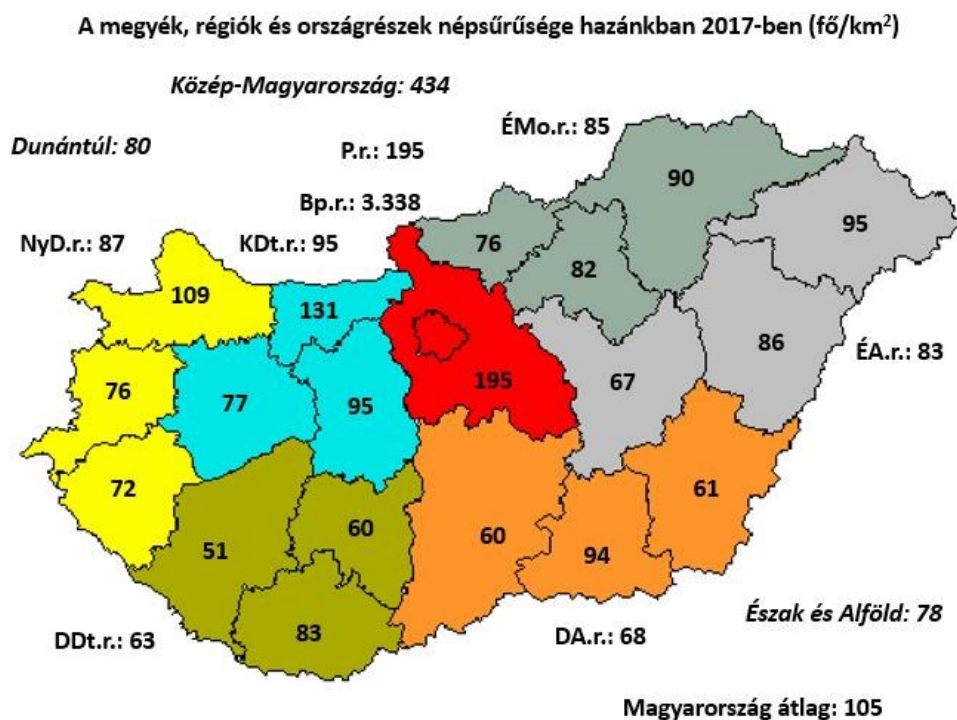 A megyék, régiók és országrészek népsűrűsége hazánkban 2017-ben (fő/km²)
Közép-Magyarország: 434
ÉMo.r.: 85
Dunántúl: 80
P.r.: 195
90
Bp.r.: 3.338
95
NyD.r.: 87
KDt.r.: 95
76
82
109
131
86
ÉA.r.: 83
76
77
95
195
67
72
61
51
60
60
94
83
Észak és Alföld: 78
DDt.r.: 63
DA.r.: 68
Magyarország átlag: 105